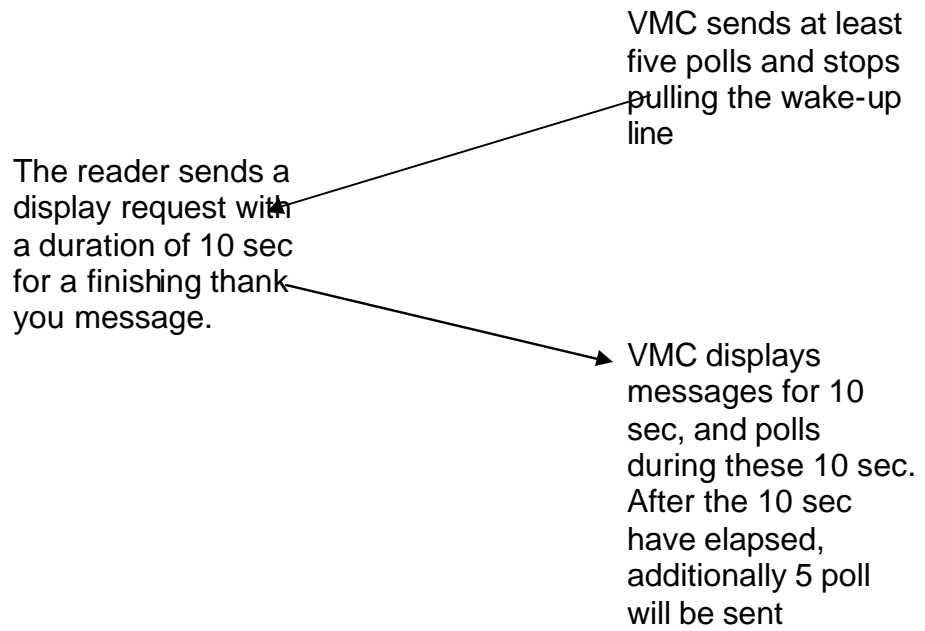 VMC sends at least
five polls and stops
pulling the wake-up
line
The reader sends a
display request with
a duration of 10 sec
for a finishing thank
you message.
VMC displays
messages for 10
sec, and polls
during these 10 sec.
After the 10 sec
have elapsed,
additionally 5 poll
will be sent